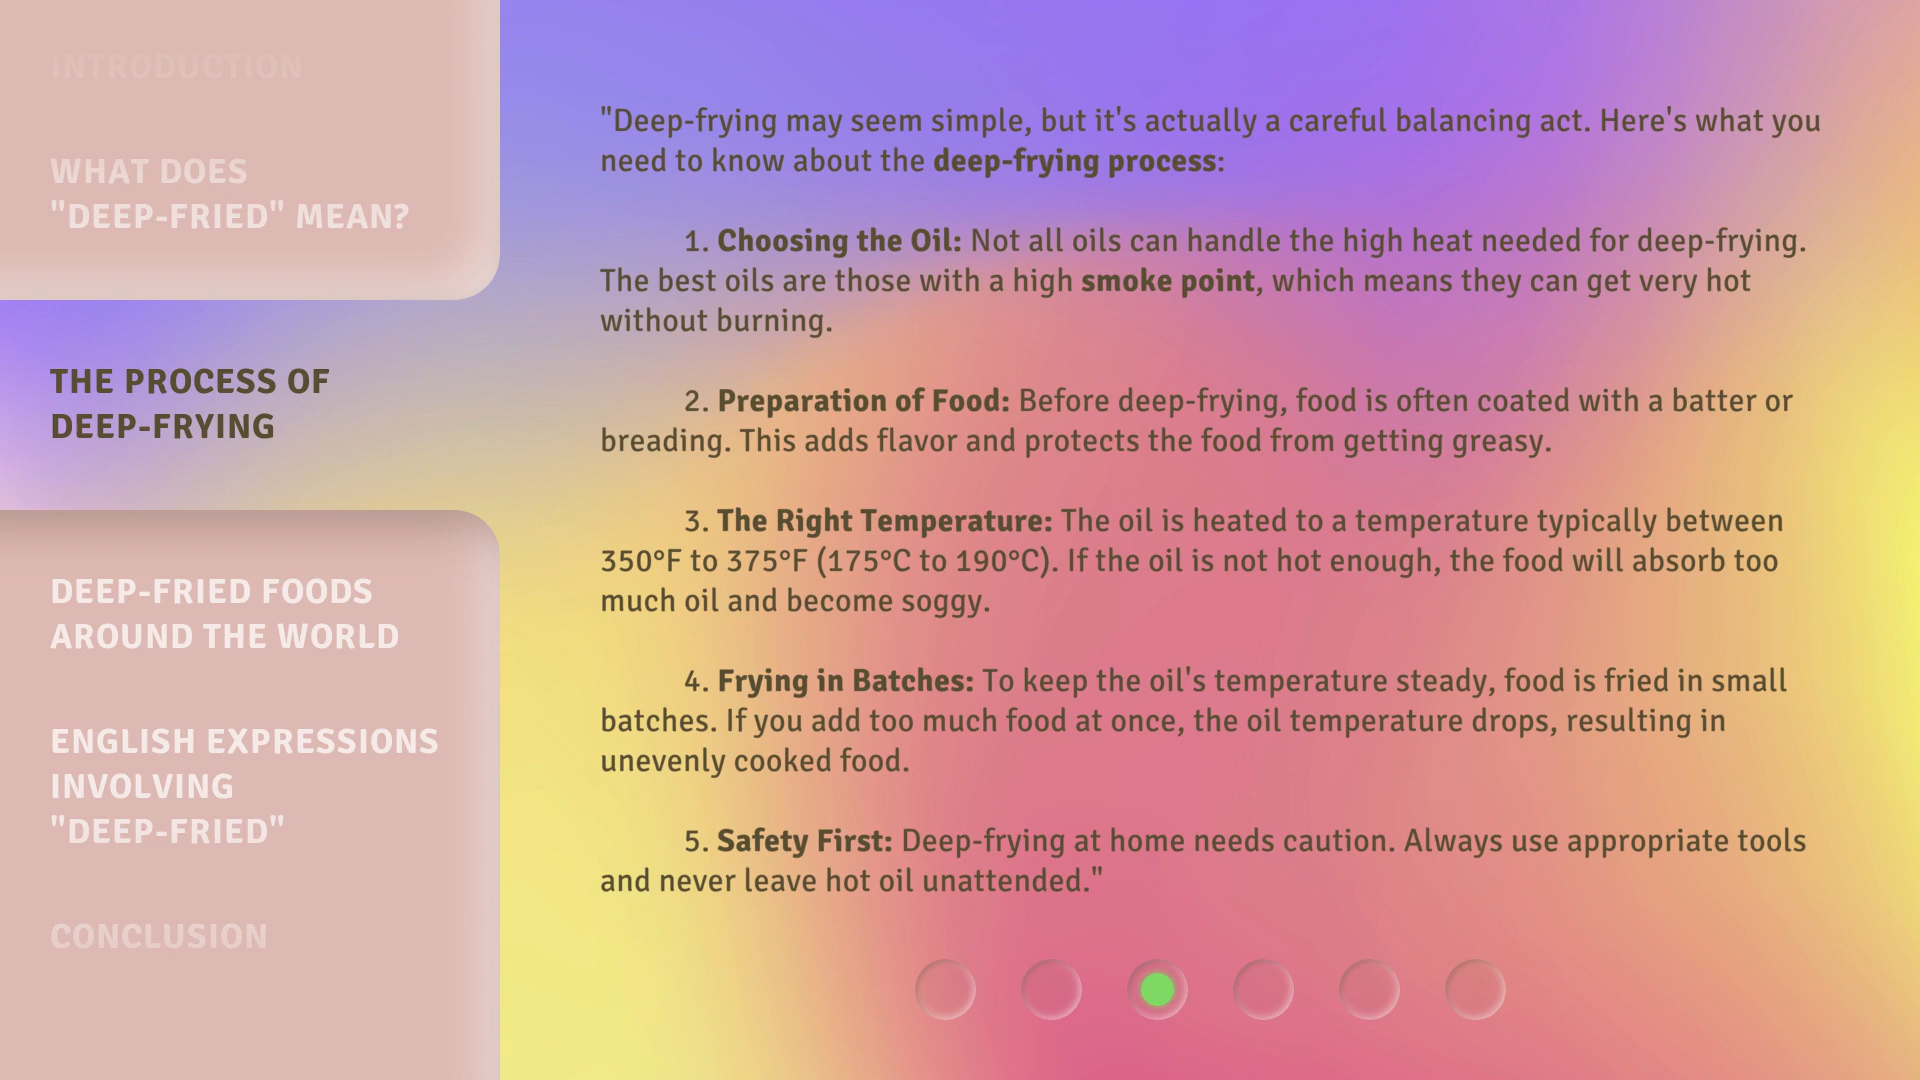 INTRODUCTION
WHAT DOES
"DEEP-FRIED" MEAN?
THE PROCESS OF
DEEP-FRYING
DEEP-FRIED FOODS
AROUND THE WORLD
ENGLISH EXPRESSIONS
INVOLVING
"DEEP-FRIED"
CONCLUSION
"Deep-frying may seem simple, but it's actually a careful balancing act. Here's what you
need to know about the deep-frying process:
1. Choosing the Oil: Not all oils can handle the high heat needed for deep-frying.
The best oils are those with a high smoke point, which means they can get very hot
without burning.
2. Preparation of Food: Before deep-frying, food is often coated with a batter or
breading. This adds flavor and protects the food from getting greasy.
3. The Right Temperature: The oil is heated to a temperature typically between
350°F to 375°F (175°C to 190°C). If the oil is not hot enough, the food will absorb too
much oil and become soggy.
4. Frying in Batches: To keep the oil's temperature steady, food is fried in small
batches. If you add too much food at once, the oil temperature drops, resulting in
unevenly cooked food.
5. Safety First: Deep-frying at home needs caution. Always use appropriate tools
and never leave hot oil unattended."